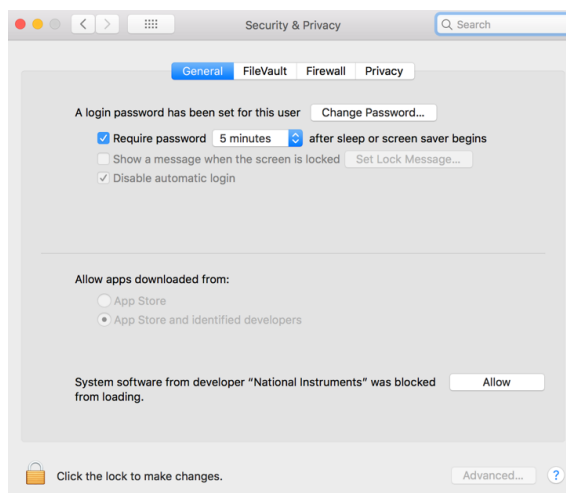 Security & Privacy
Search
General FileVault Firewall Privacy
A login password has been set for this user Change Password...
Require password 5 minutes after sleep or screen saver begins
Show a message when the screen is locked Set Lock Message...
Disable automatic login
Allow apps downloaded from:
App Store
App Store and identified developers
System software from developer “National Instruments” was blocked Allow
from loading.
Click the lock to make changes. Advanced... ?